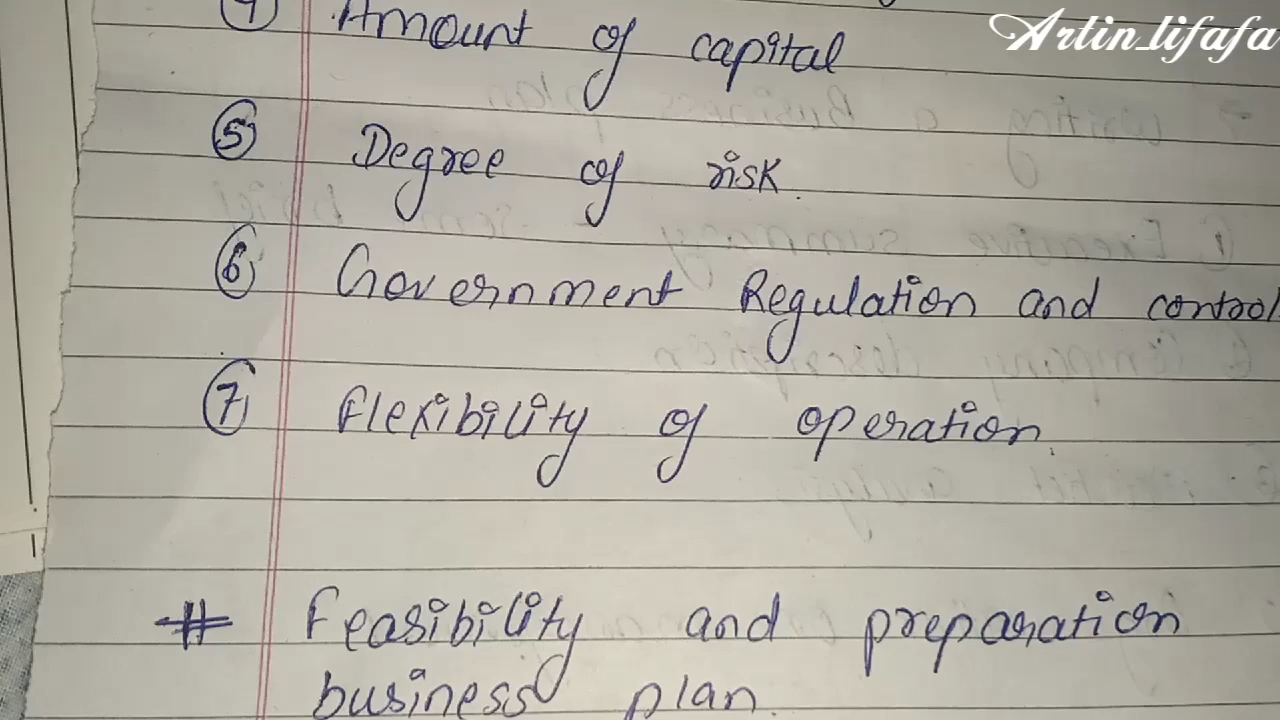 Artin_lifafa
④ Amount of capital
⑤ Degree of risk.
⑥ Government Regulation and control
⑦ Flexibility of operation.
# Feasibility and preparation
business plan.